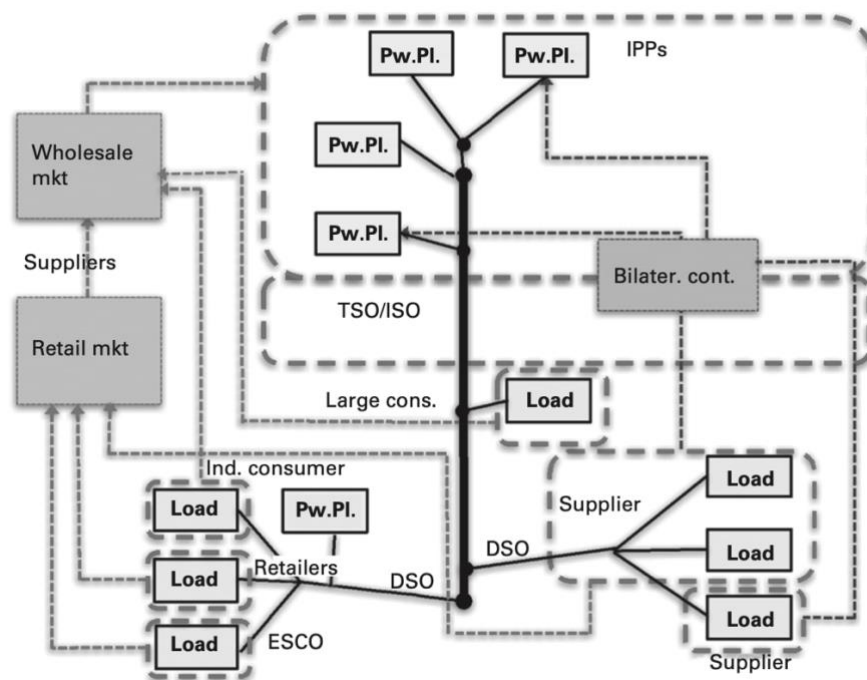 Pw.Pl.
Pw.Pl.
IPPs
Pw.Pl.
Wholesale
mkt
Pw.Pl.
Suppliers
Bilater. cont.
TSO/ISO
Retail mkt
Large cons.
Load
Ind. consumer
Load
Supplier
Load
Pw.Pl.
DSO
Load
Retailers
Load
DSO
Load
Load
ESCO
Supplier